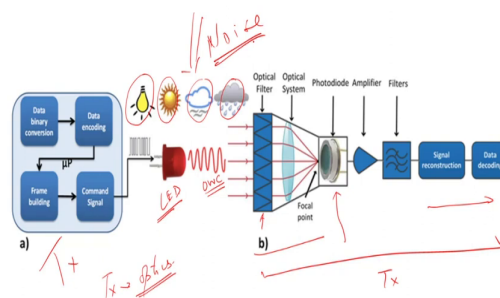 Noise
Optical Filter
Optical System
Photodiode
Amplifier
Filters
Data binary conversion
Data encoding
μP
Frame building
Command Signal
LED
OWC
Focal point
Signal reconstruction
Data decoding
a)
b)
Tx
Tx
Tx